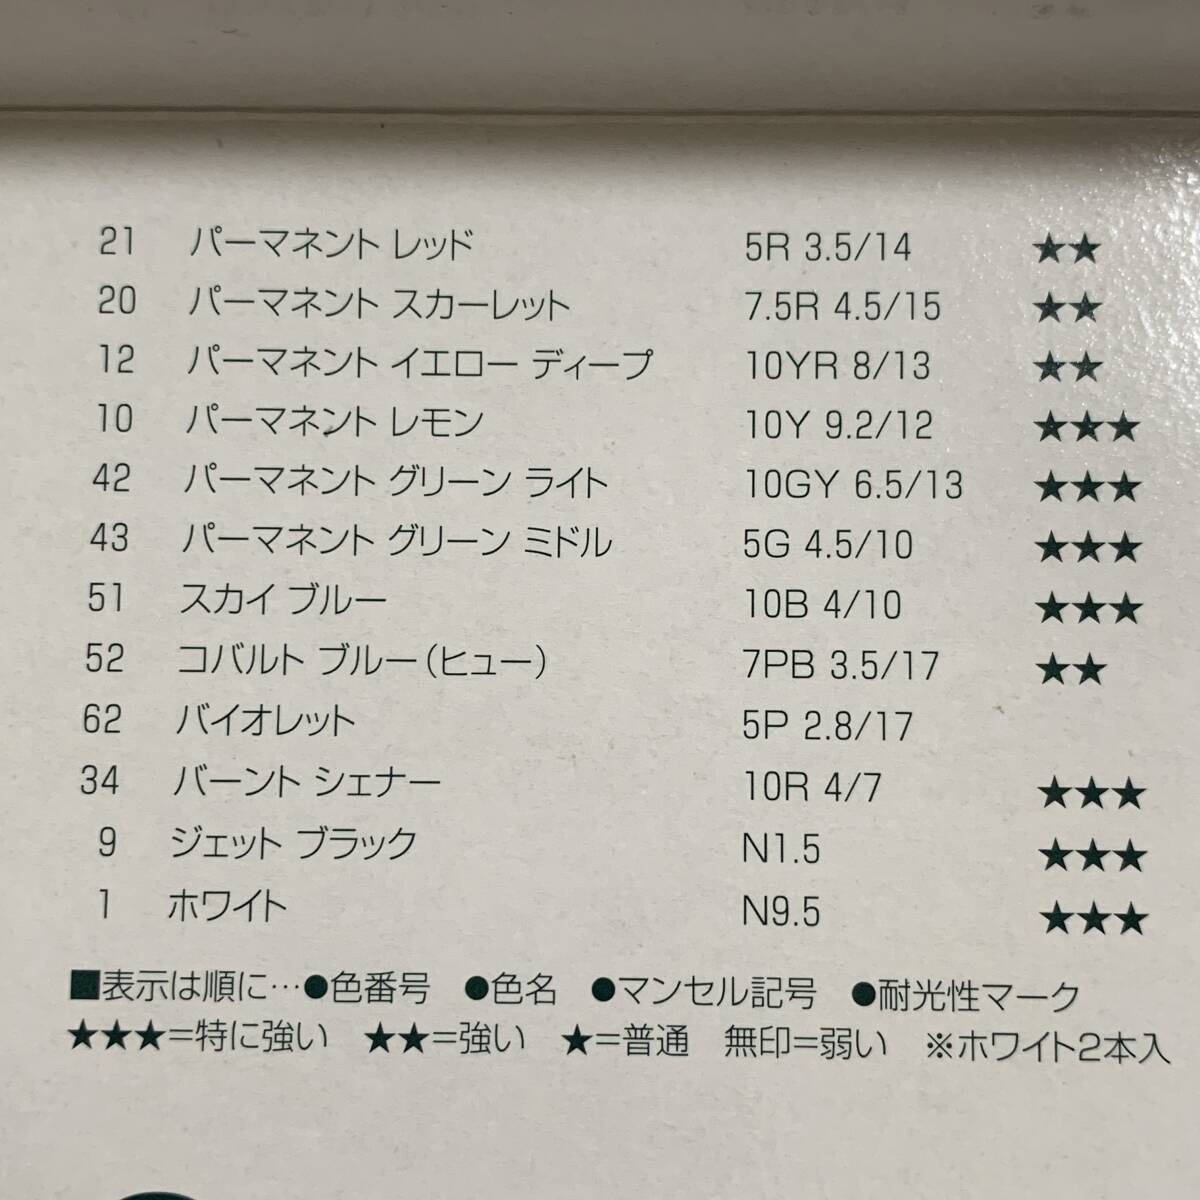 21 パーマネント レッド 5R 3.5/14 ★★
20 パーマネント スカーレット 7.5R 4.5/15 ★★
12 パーマネント イエロー ディープ 10YR 8/13 ★★
10 パーマネント レモン 10Y 9.2/12 ★★★
42 パーマネント グリーン ライト 10GY 6.5/13 ★★★
43 パーマネント グリーン ミドル 5G 4.5/10 ★★★
51 スカイ ブルー 10B 4/10 ★★★
52 コバルト ブルー(ヒュー) 7PB 3.5/17 ★★
62 バイオレット 5P 2.8/17
34 バーント シェナー 10R 4/7 ★★★
9 ジェット ブラック N1.5 ★★★
1 ホワイト N9.5 ★★★
■表示は順に…●色番号 ●色名 ●マンセル記号 ●耐光性マーク
★★★=特に強い ★★=強い ★=普通 無印=弱い ※ホワイト2本入